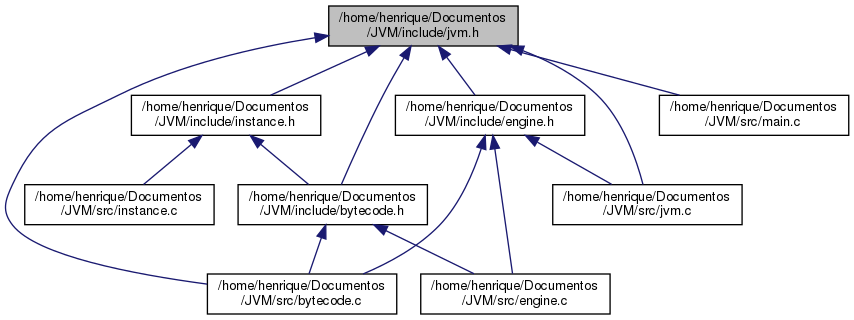 /home/henrique/Documentos
/JVM/include/jvm.h
/home/henrique/Documentos
/JVM/include/instance.h
/home/henrique/Documentos
/JVM/include/engine.h
/home/henrique/Documentos
/JVM/src/main.c
/home/henrique/Documentos
/JVM/src/instance.c
/home/henrique/Documentos
/JVM/include/bytecode.h
/home/henrique/Documentos
/JVM/src/jvm.c
/home/henrique/Documentos
/JVM/src/bytecode.c
/home/henrique/Documentos
/JVM/src/engine.c